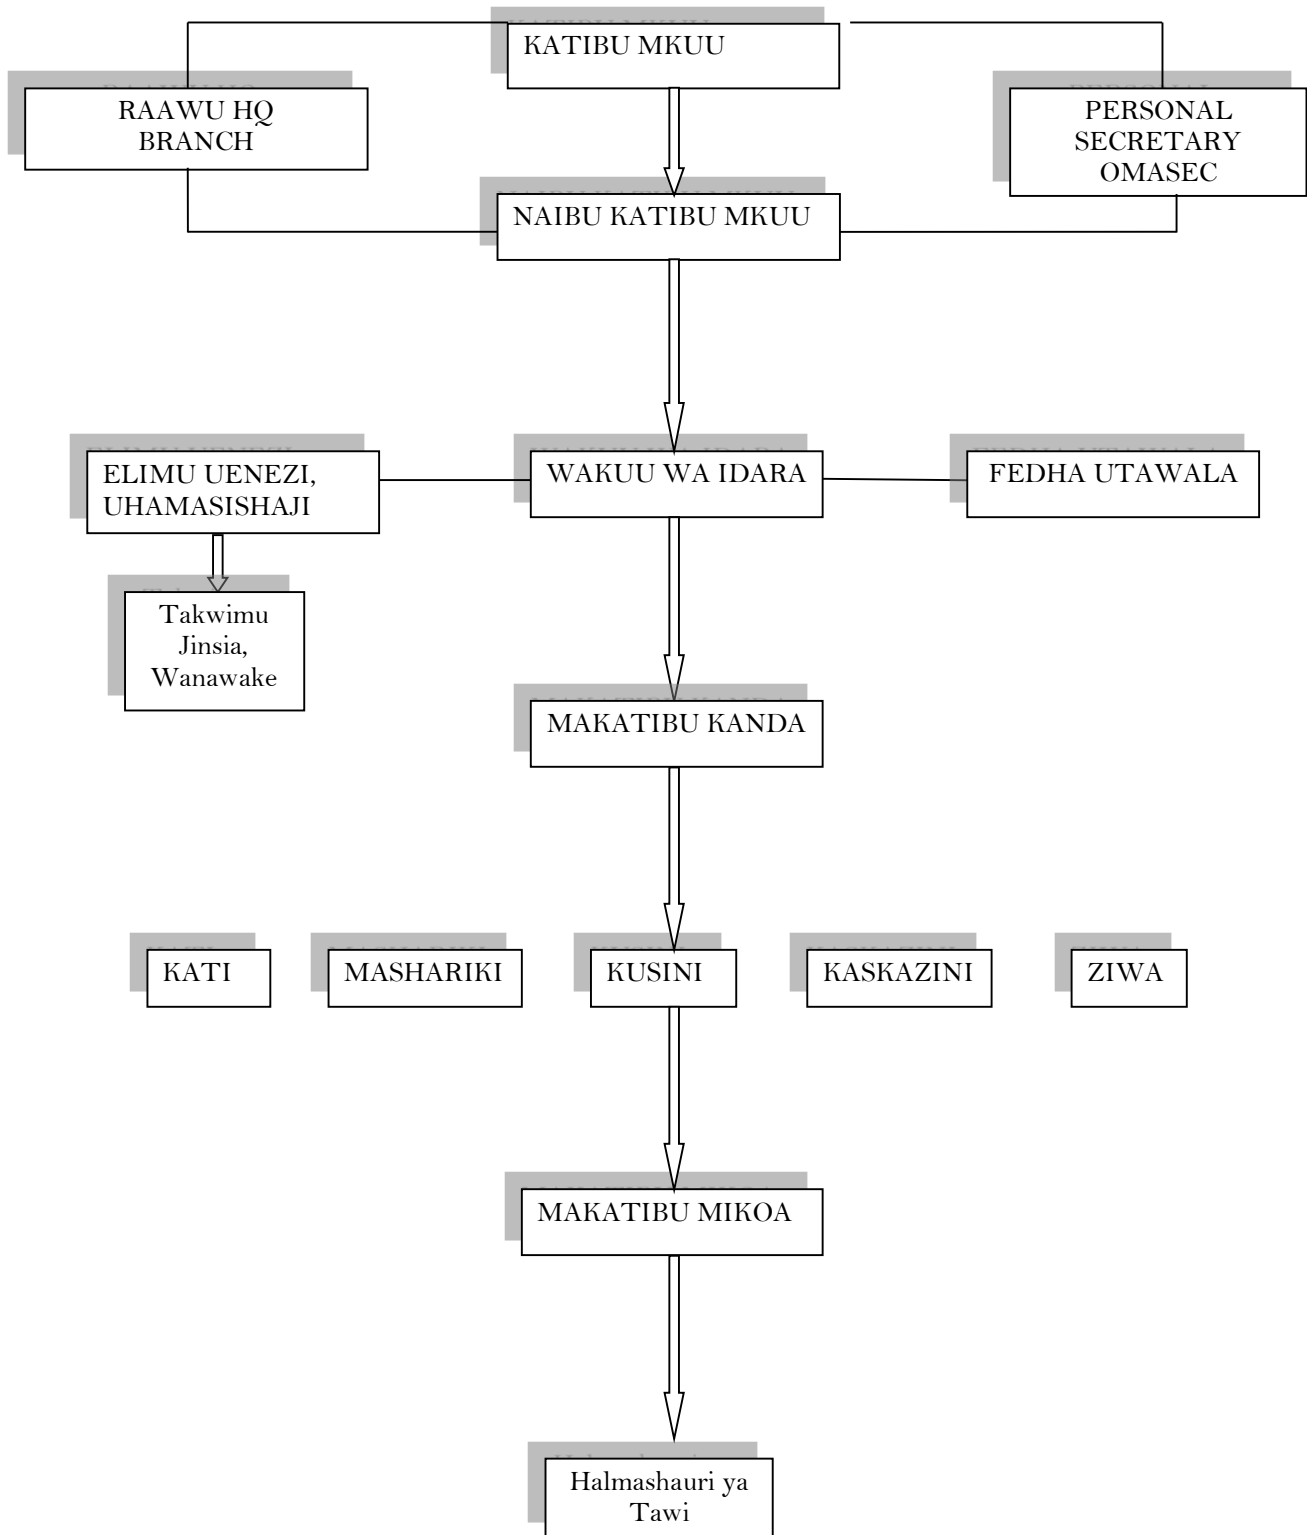 KATIBU MKUU
RAAWU HQ
BRANCH
PERSONAL
SECRETARY
OMASEC
NAIBU KATIBU MKUU
ELIMU UENEZI,
UHAMASISHAJI
WAKUU WA IDARA
FEDHA UTAWALA
Takwimu
Jinsia,
Wanawake
MAKATIBU KANDA
KATI
MASHARIKI
KUSINI
KASKAZINI
ZIWA
MAKATIBU MIKOA
Halmashauri ya
Tawi